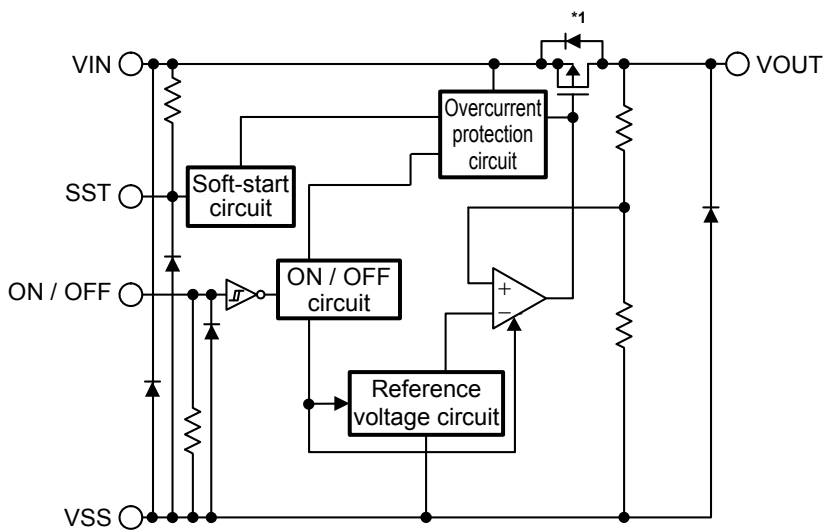 *1
VIN
VOUT
Overcurrent
protection
circuit
SST
Soft-start
circuit
ON / OFF
ON / OFF
circuit
+
−
Reference
voltage circuit
VSS